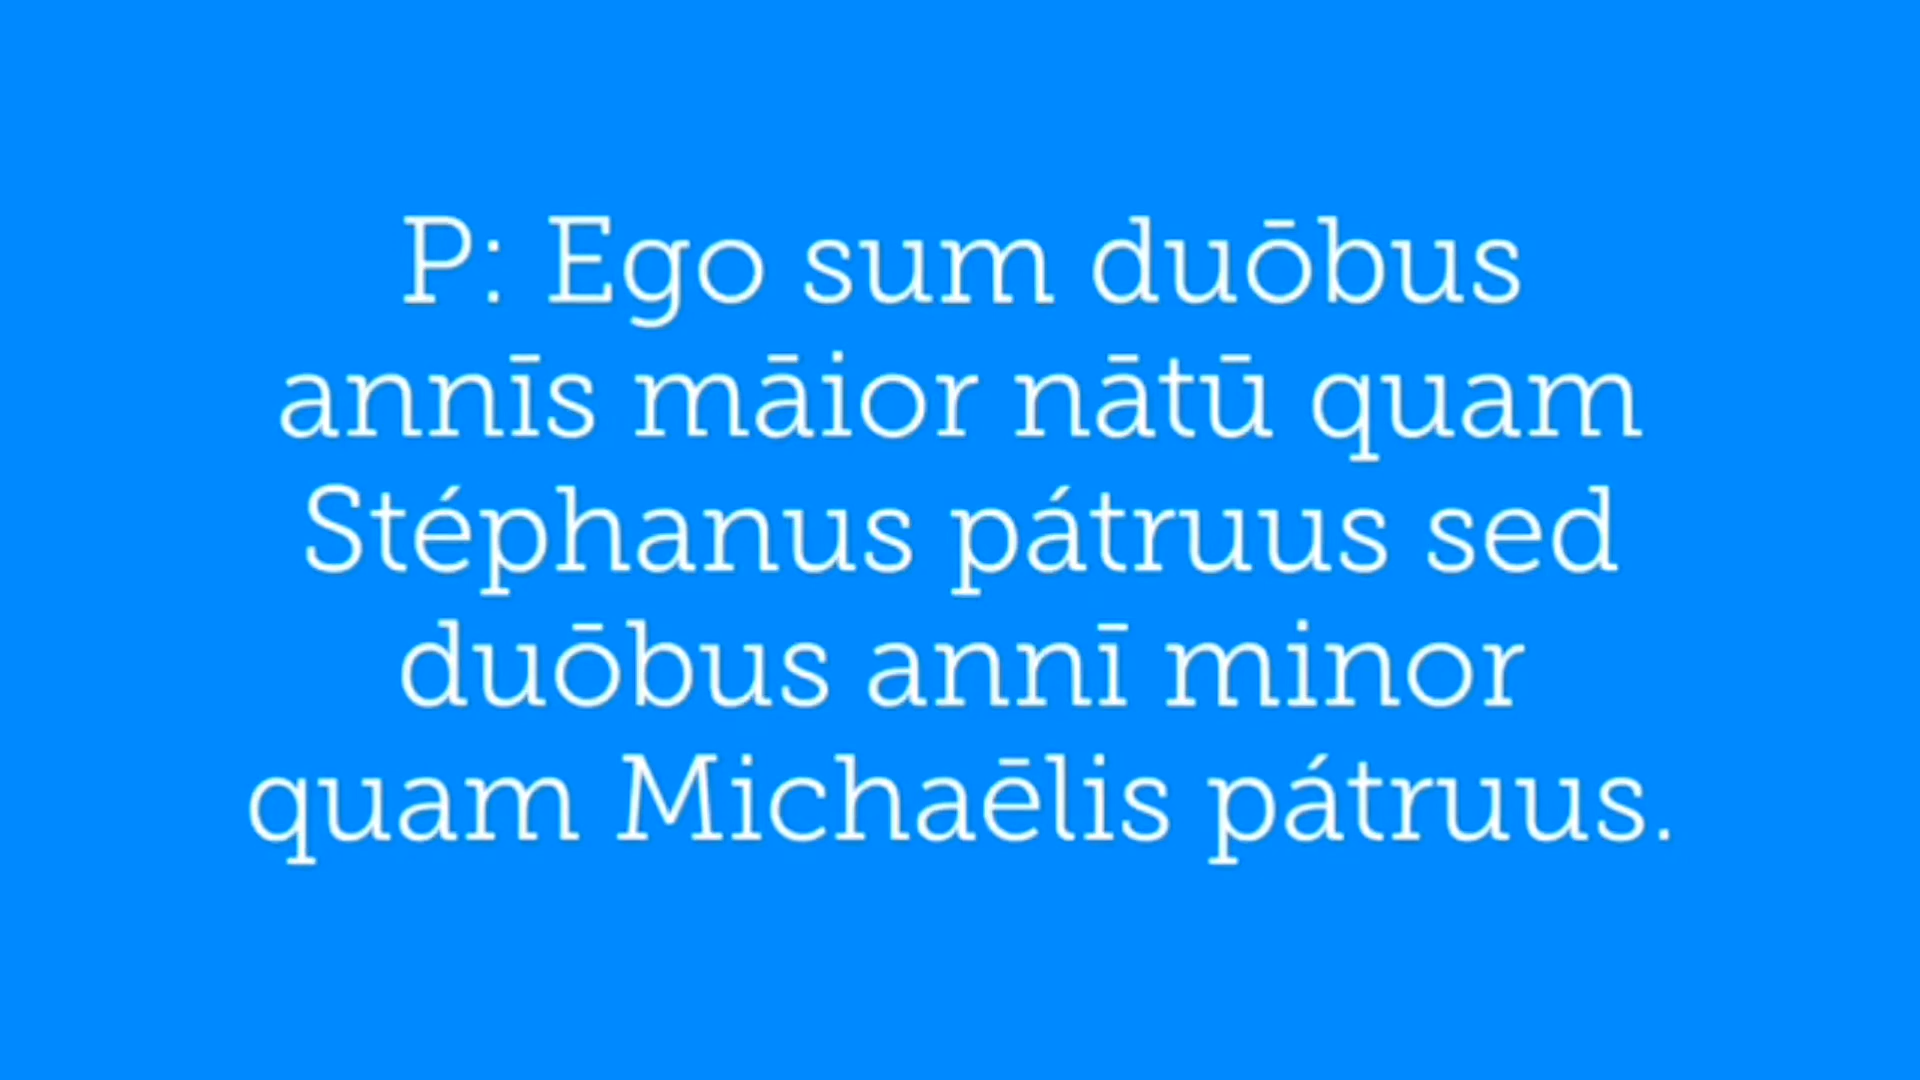 P: Ego sum duōbus
annīs māior nātū quam
Stéphanus pátruus sed
duōbus annī minor
quam Michaēlis pátruus.